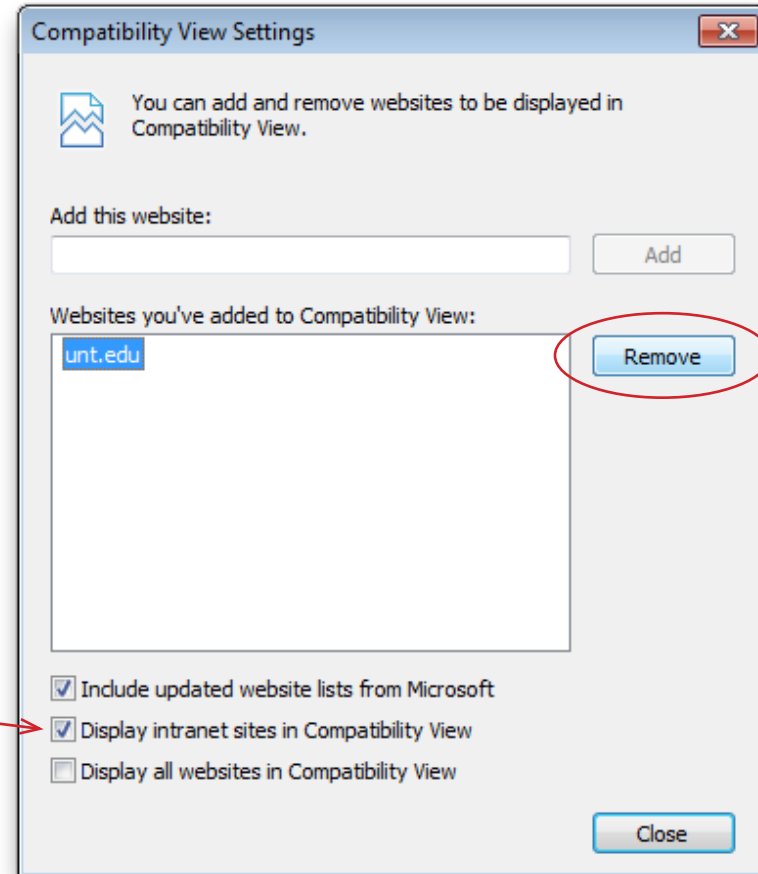 Compatibility View Settings
You can add and remove websites to be displayed in
Compatibility View.
Add this website:
Add
Websites you've added to Compatibility View:
unt.edu
Remove
Include updated website lists from Microsoft
Display intranet sites in Compatibility View
Display all websites in Compatibility View
Close